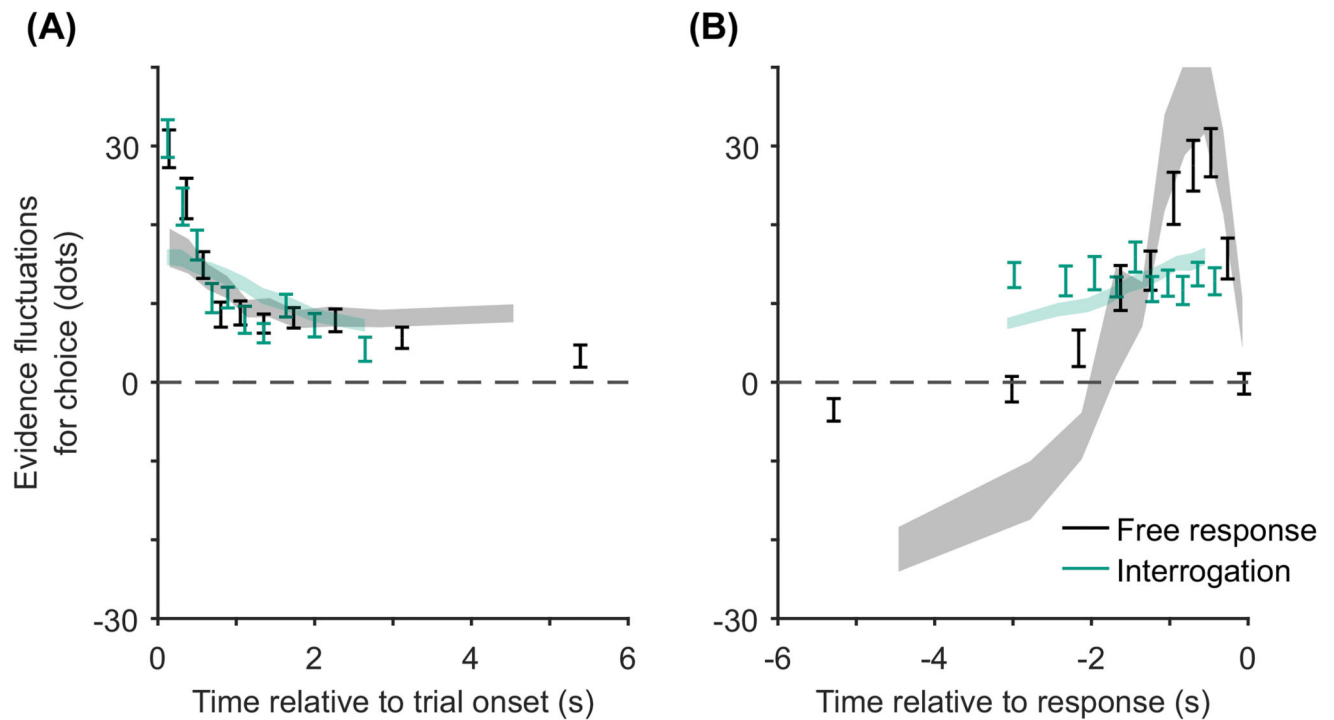 (A)
(B)
Evidence fluctuations
for choice (dots)
30
0
-30
0
2
4
6
Time relative to trial onset (s)
30
0
-30
-6
-4
-2
0
Time relative to response (s)
Free response
Interrogation